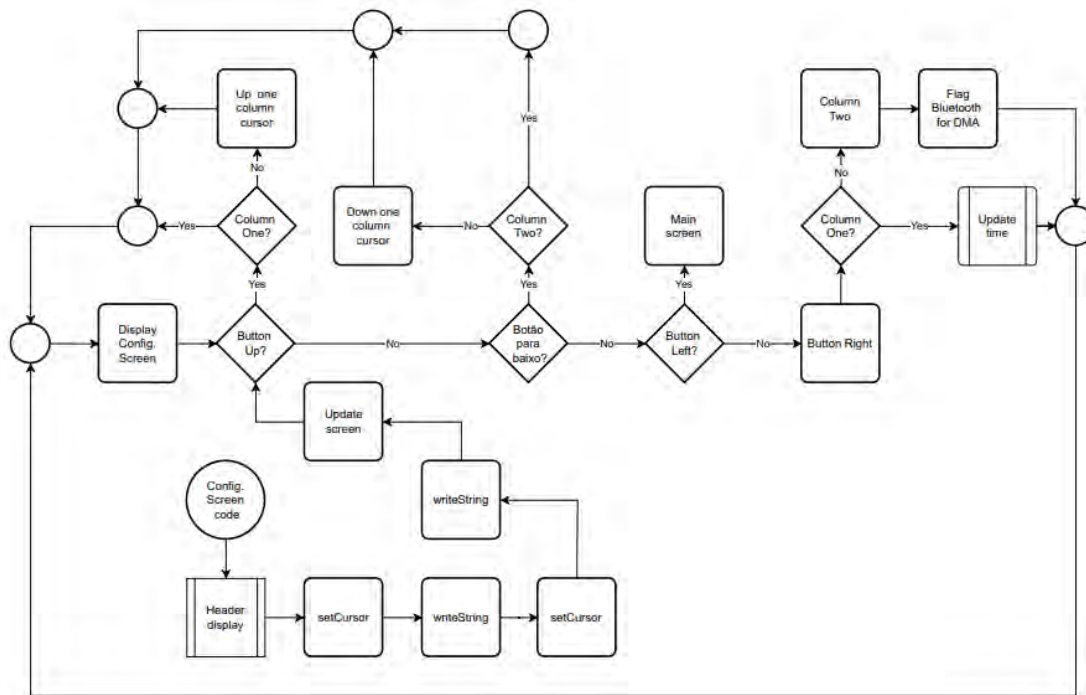 Up one
column
cursor
Yes
Column
Two
Flag
Bluetooth
for DMA
No
No
Yes
Column
One?
Down one
column
cursor
No
Column
Two?
Main
screen
Column
One?
Yes
Update
time
Yes
Yes
Yes
Display
Config.
Screen
Button
Up?
No
Botão
para
baixo?
No
Button
Left?
No
Button Right
Update
screen
Config.
Screen
code
writeString
Header
display
setCursor
writeString
setCursor